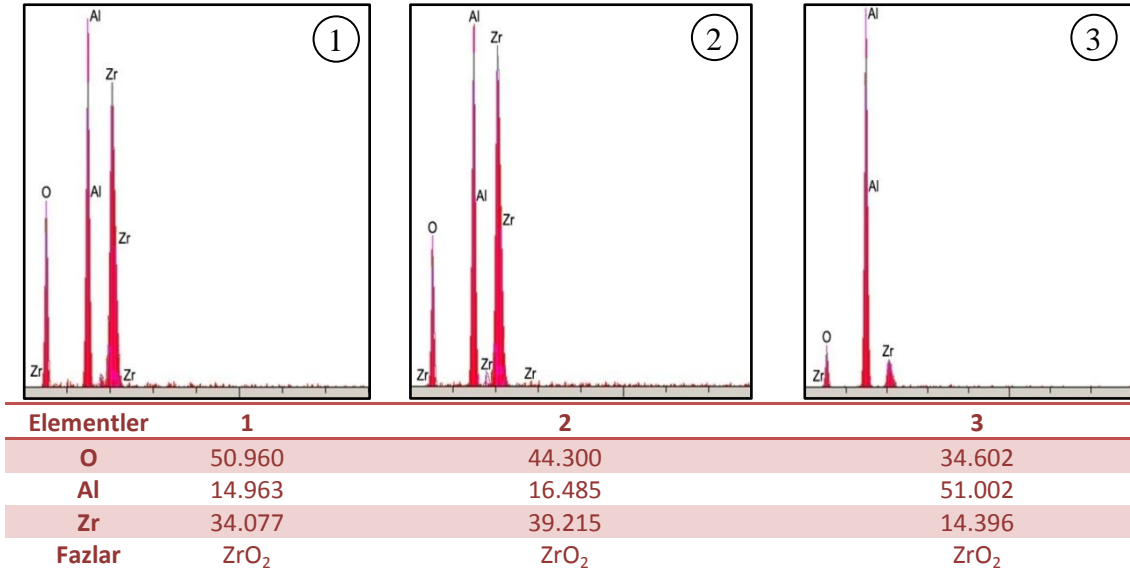 1
Al
Zr
O
Al
Zr
Zr
Zr
2
Al
Zr
Al
Zr
O
Zr
Zr
Zr
3
Al
Al
O
Zr
Zr
Elementler 1 2 3
O 50.960 44.300 34.602
Al 14.963 16.485 51.002
Zr 34.077 39.215 14.396
Fazlar ZrO₂ ZrO₂ ZrO₂